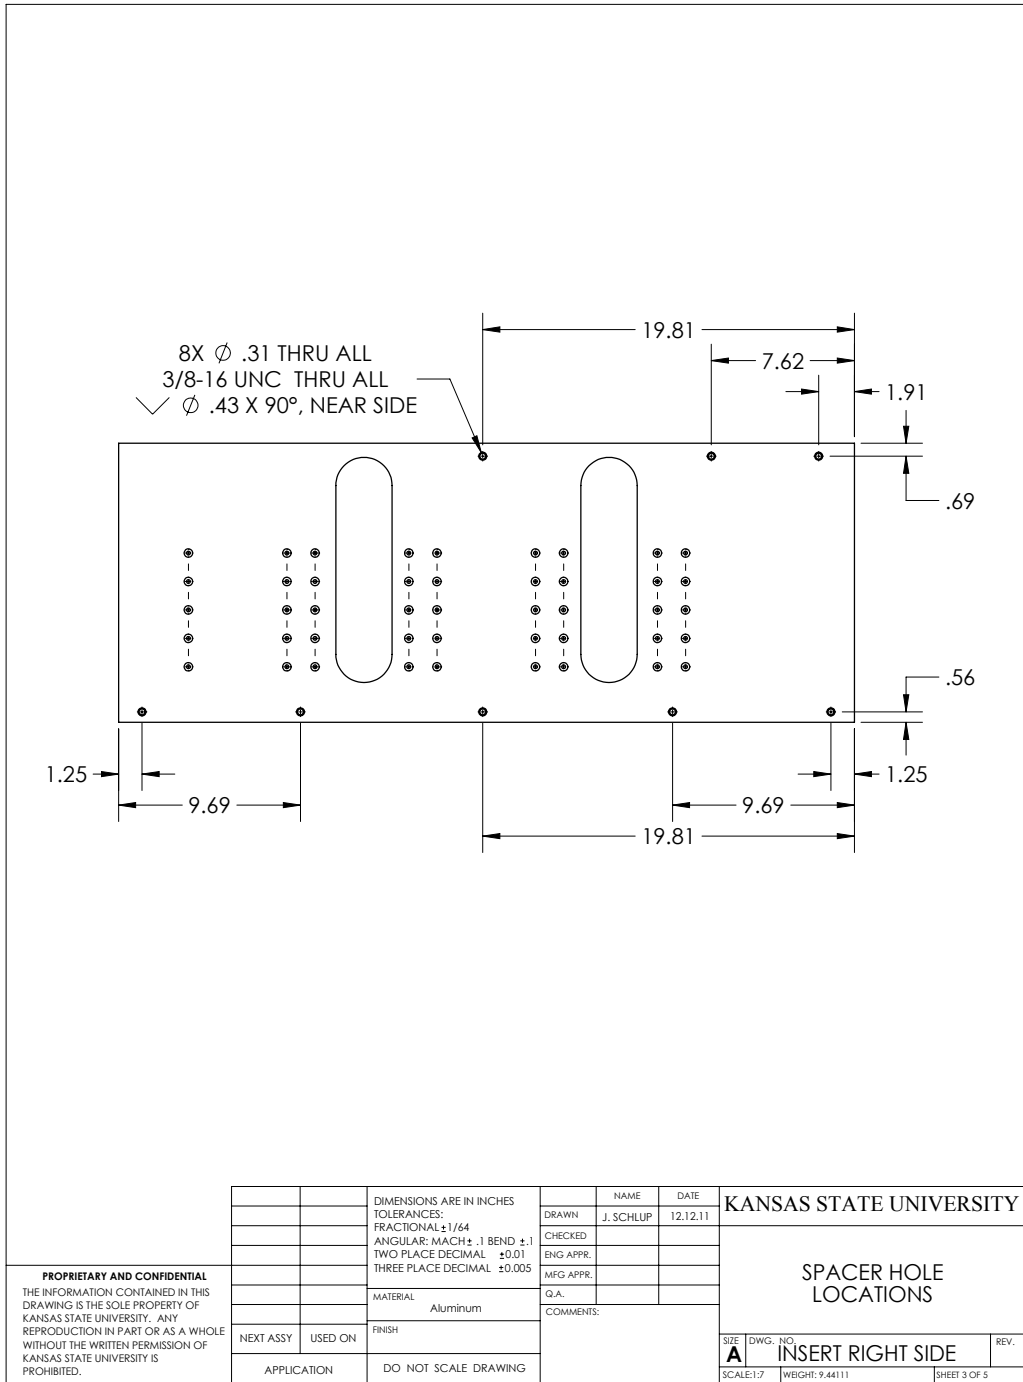 19.81
7.62
1.91
8X ∅ .31 THRU ALL
3/8-16 UNC THRU ALL
⌵ ∅ .43 X 90°, NEAR SIDE
.69
.56
1.25
1.25
9.69
9.69
19.81
PROPRIETARY AND CONFIDENTIAL
THE INFORMATION CONTAINED IN THIS
DRAWING IS THE SOLE PROPERTY OF
KANSAS STATE UNIVERSITY. ANY
REPRODUCTION IN PART OR AS A WHOLE
WITHOUT THE WRITTEN PERMISSION OF
KANSAS STATE UNIVERSITY IS
PROHIBITED.
NEXT ASSY
USED ON
APPLICATION
DIMENSIONS ARE IN INCHES
TOLERANCES:
FRACTIONAL ±1/64
ANGULAR: MACH± .1 BEND ±.1
TWO PLACE DECIMAL ±0.01
THREE PLACE DECIMAL ±0.005
MATERIAL
Aluminum
FINISH
DO NOT SCALE DRAWING
NAME
DATE
DRAWN
J. SCHLUP
12.12.11
CHECKED
ENG APPR.
MFG APPR.
Q.A.
COMMENTS:
KANSAS STATE UNIVERSITY
SPACER HOLE
LOCATIONS
SIZE
A
DWG. NO.
INSERT RIGHT SIDE
REV.
SCALE:1:7
WEIGHT: 9.44111
SHEET 3 OF 5